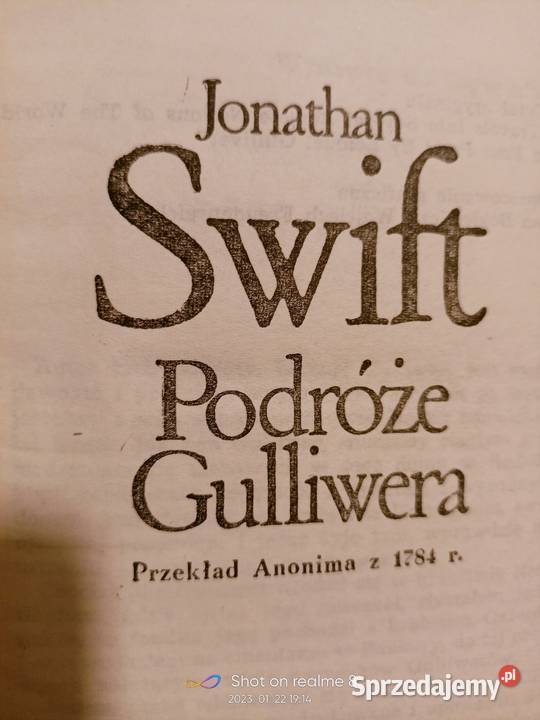 Jonathan
Swift
Podróże
Gulliwera
Przekład Anonima z 1784 r.
Shot on realme 8
2023.01.22 19:14
Sprzedajemy.pl